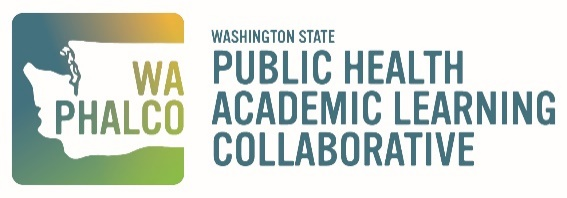 WA
PHALCO
WASHINGTON STATE
PUBLIC HEALTH
ACADEMIC LEARNING
COLLABORATIVE